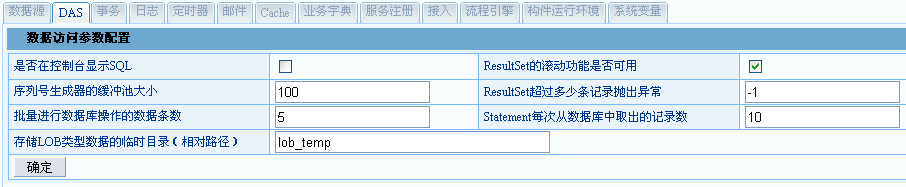 数据源 DAS 事务 日志 定时器 邮件 Cache 业务字典 服务注册 接入 流程引擎 构件运行环境 系统变量
数据访问参数配置
是否在控制台显示SQL ResultSet的滚动功能是否可用
序列号生成器的缓冲池大小 100 ResultSet超过多少条记录抛出异常 -1
批量进行数据库操作的数据条数 5 Statement每次从数据库中取出的记录数 10
存储LOB类型数据的临时目录（相对路径） lob_temp
确定